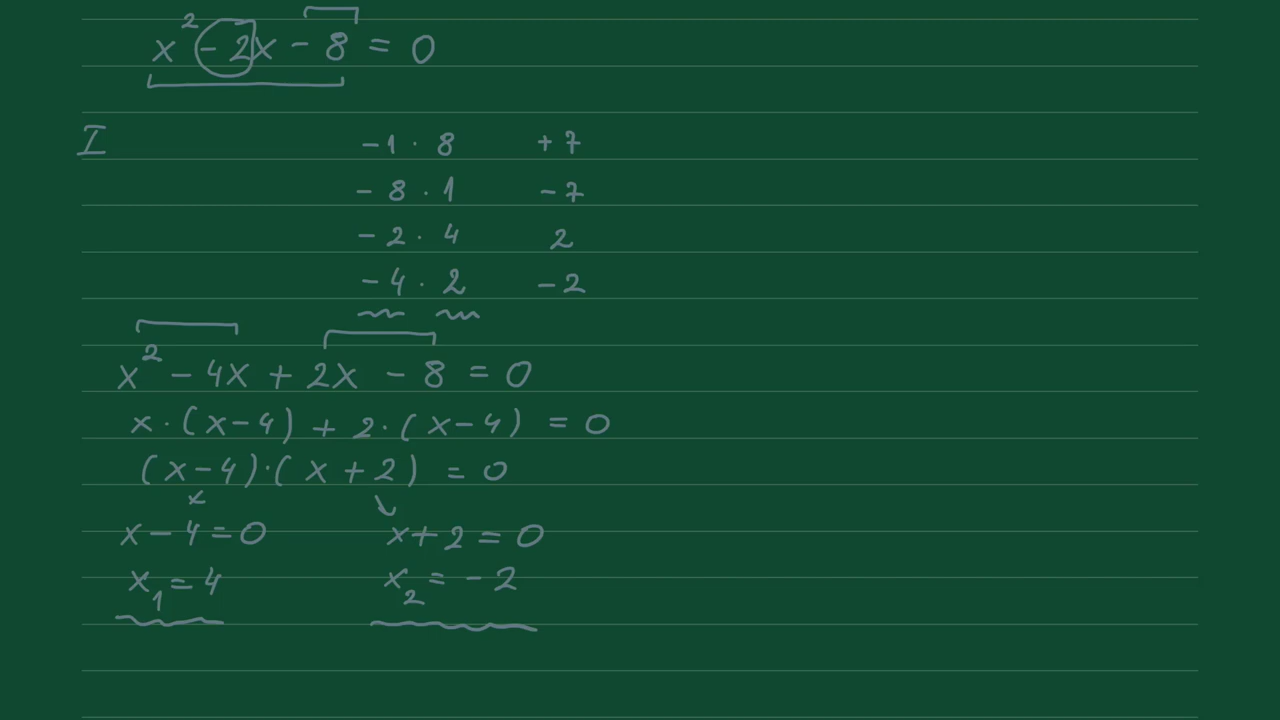 x² - 2x - 8 = 0
I
-1 · 8 +7
-8 · 1 -7
-2 · 4 2
-4 · 2 -2
x² - 4x + 2x - 8 = 0
x · (x-4) + 2 · (x-4) = 0
(x-4) · (x+2) = 0
x - 4 = 0 x + 2 = 0
x₁ = 4 x₂ = -2